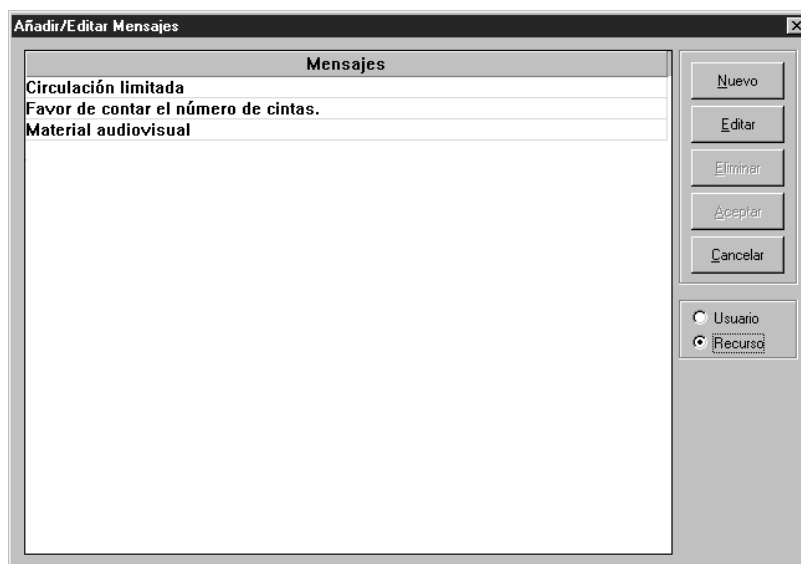 Añadir/Editar Mensajes
Mensajes
Circulación limitada
Favor de contar el número de cintas.
Material audiovisual
Nuevo
Editar
Eliminar
Aceptar
Cancelar
Usuario
Recurso